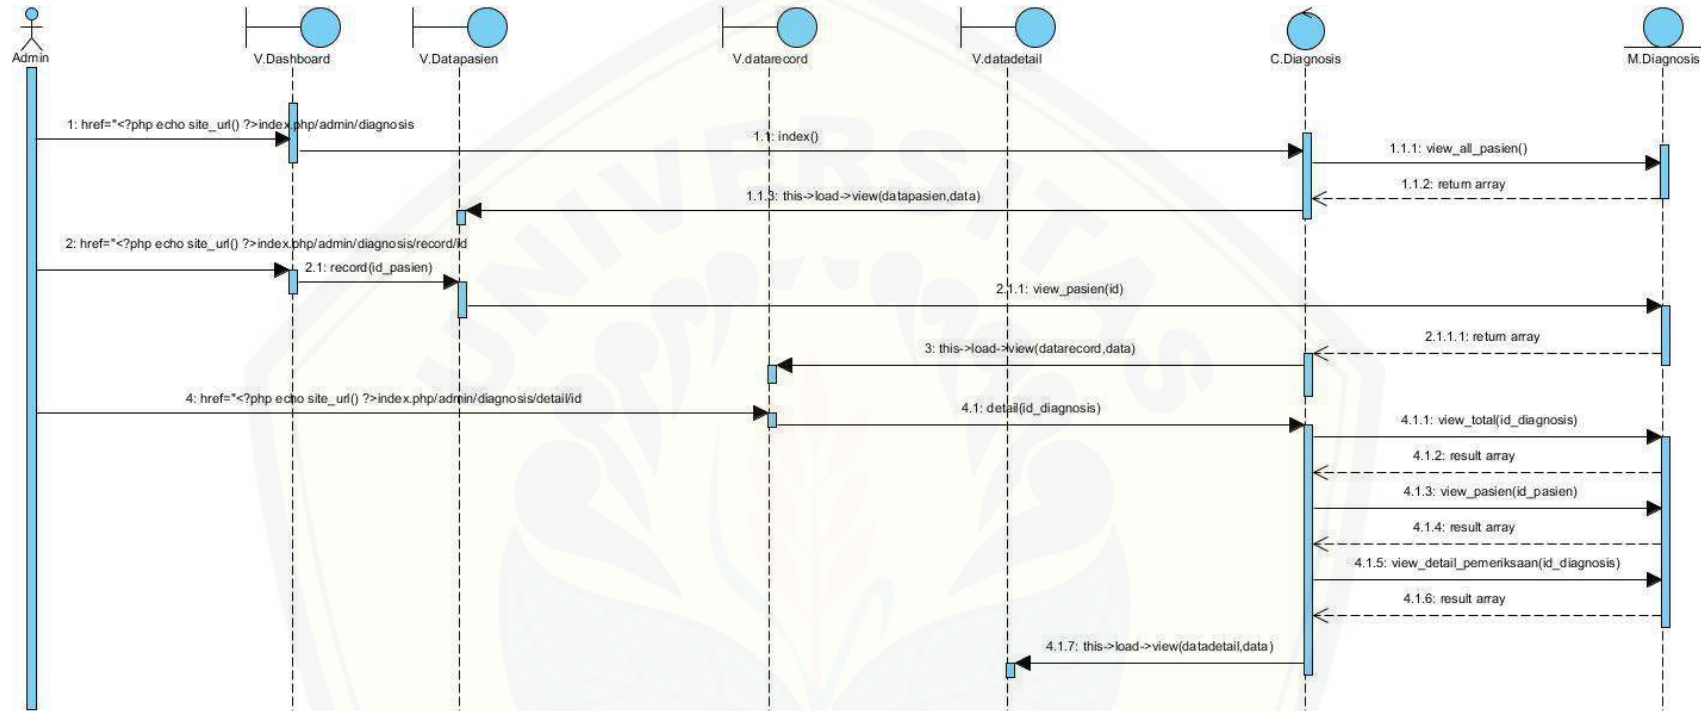 Admin
V.Dashboard
V.Datapasien
V.datarecord
V.datadetail
C.Diagnosis
M.Diagnosis
1: href="<?php echo site_url() ?>index.php/admin/diagnosis
1.1: index()
1.1.1: view_all_pasien()
1.1.2: return array
1.1.3: this->load->view(datapasien,data)
2: href="<?php echo site_url() ?>index.php/admin/diagnosis/record/id
2.1: record(id_pasien)
2.1.1: view_pasien(id)
2.1.1.1: return array
3: this->load->view(datarecord,data)
4: href="<?php echo site_url() ?>index.php/admin/diagnosis/detail/id
4.1: detail(id_diagnosis)
4.1.1: view_total(id_diagnosis)
4.1.2: result array
4.1.3: view_pasien(id_pasien)
4.1.4: result array
4.1.5: view_detail_pemeriksaan(id_diagnosis)
4.1.6: result array
4.1.7: this->load->view(datadetail,data)
UNIVERSITAS